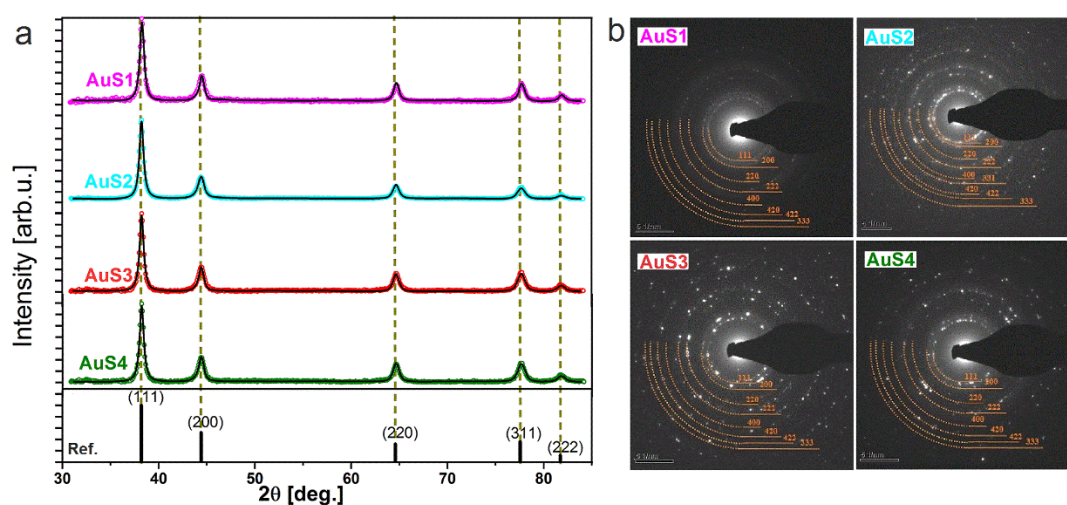 a
AuS1
AuS2
AuS3
AuS4
Intensity [arb.u.]
(111)
(200)
(220)
(311)
(222)
Ref.
30 40 50 60 70 80
2θ [deg.]
b
AuS1
111 200
220
222
400
420 422
333
AuS2
200
220
222
400
331
420 422
333
AuS3
111
200
220
222
400
420
422 333
AuS4
111
220
222
400
420
422 333